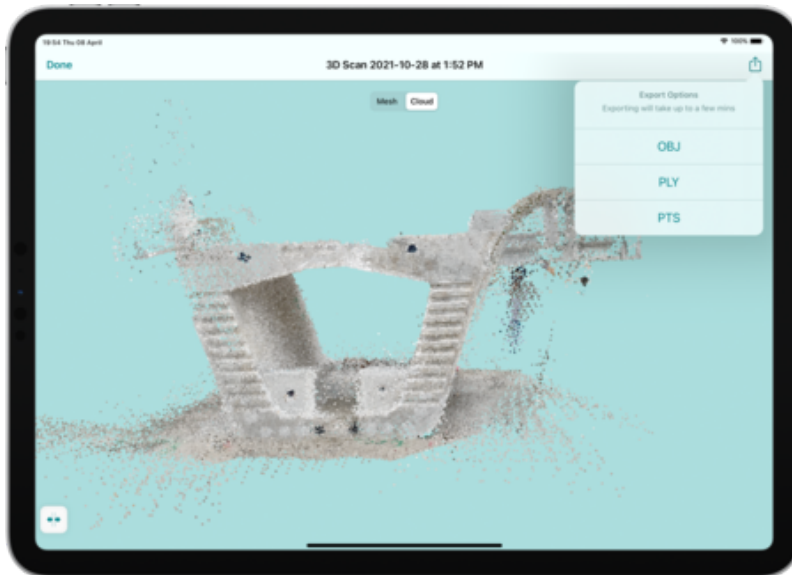 19:54 Thu 08 April
100%
Done
3D Scan 2021-10-28 at 1:52 PM
Mesh
Cloud
Export Options
Exporting will take up to a few mins
OBJ
PLY
PTS